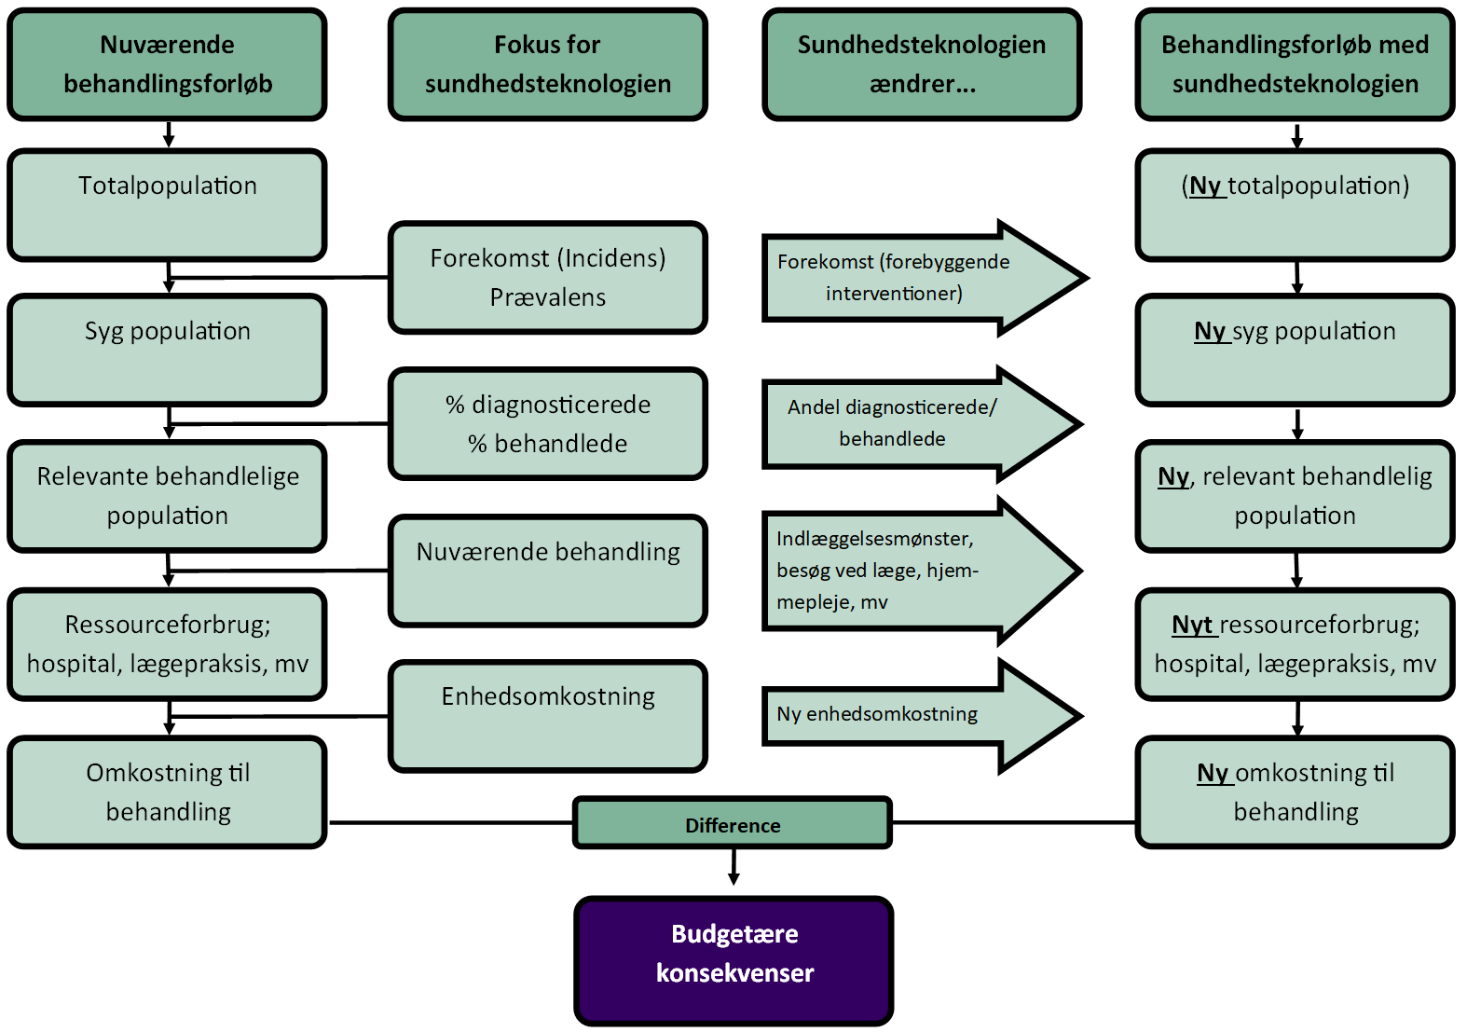 Nuværende
behandlingsforløb
Fokus for
sundhedsteknologien
Sundhedsteknologien
ændrer...
Behandlingsforløb med
sundhedsteknologien
Totalpopulation
(Ny totalpopulation)
Forekomst (Incidens)
Prævalens
Forekomst (forebyggende
interventioner)
Syg population
Ny syg population
% diagnosticerede
% behandlede
Andel diagnosticerede/
behandlede
Relevante behandlelige
population
Ny, relevant behandlelig
population
Nuværende behandling
Indlæggelsesmønster,
besøg ved læge, hjem-
mepleje, mv
Ressourceforbrug;
hospital, lægepraksis, mv
Nyt ressourceforbrug;
hospital, lægepraksis, mv
Enhedsomkostning
Ny enhedsomkostning
Omkostning til
behandling
Ny omkostning til
behandling
Difference
Budgetære
konsekvenser